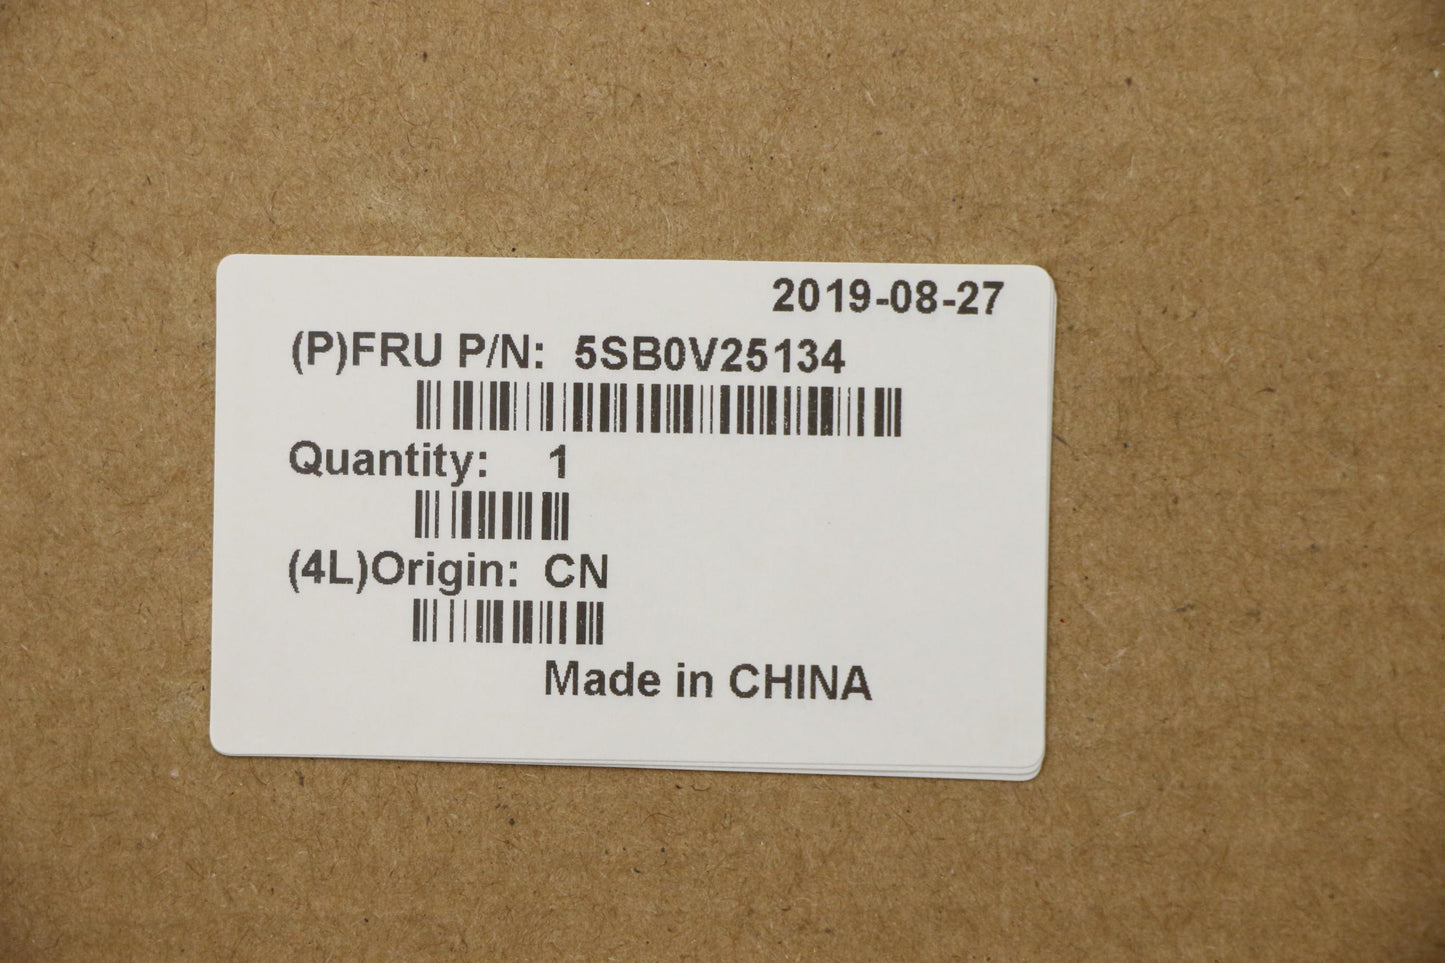 2019-08-27
(P)FRU P/N: 5SB0V25134
Quantity: 1
(4L)Origin: CN
Made in CHINA